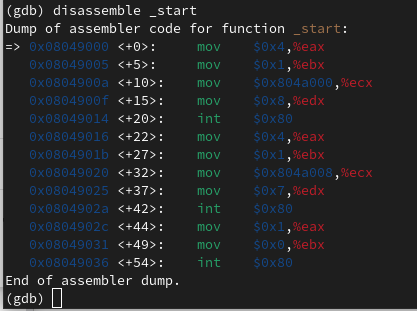 (gdb) disassemble _start
Dump of assembler code for function _start:
=> 0x08049000 <+0>:     mov    $0x4,%eax
   0x08049005 <+5>:     mov    $0x1,%ebx
   0x0804900a <+10>:    mov    $0x804a000,%ecx
   0x0804900f <+15>:    mov    $0x8,%edx
   0x08049014 <+20>:    int    $0x80
   0x08049016 <+22>:    mov    $0x4,%eax
   0x0804901b <+27>:    mov    $0x1,%ebx
   0x08049020 <+32>:    mov    $0x804a008,%ecx
   0x08049025 <+37>:    mov    $0x7,%edx
   0x0804902a <+42>:    int    $0x80
   0x0804902c <+44>:    mov    $0x1,%eax
   0x08049031 <+49>:    mov    $0x0,%ebx
   0x08049036 <+54>:    int    $0x80
End of assembler dump.
(gdb)